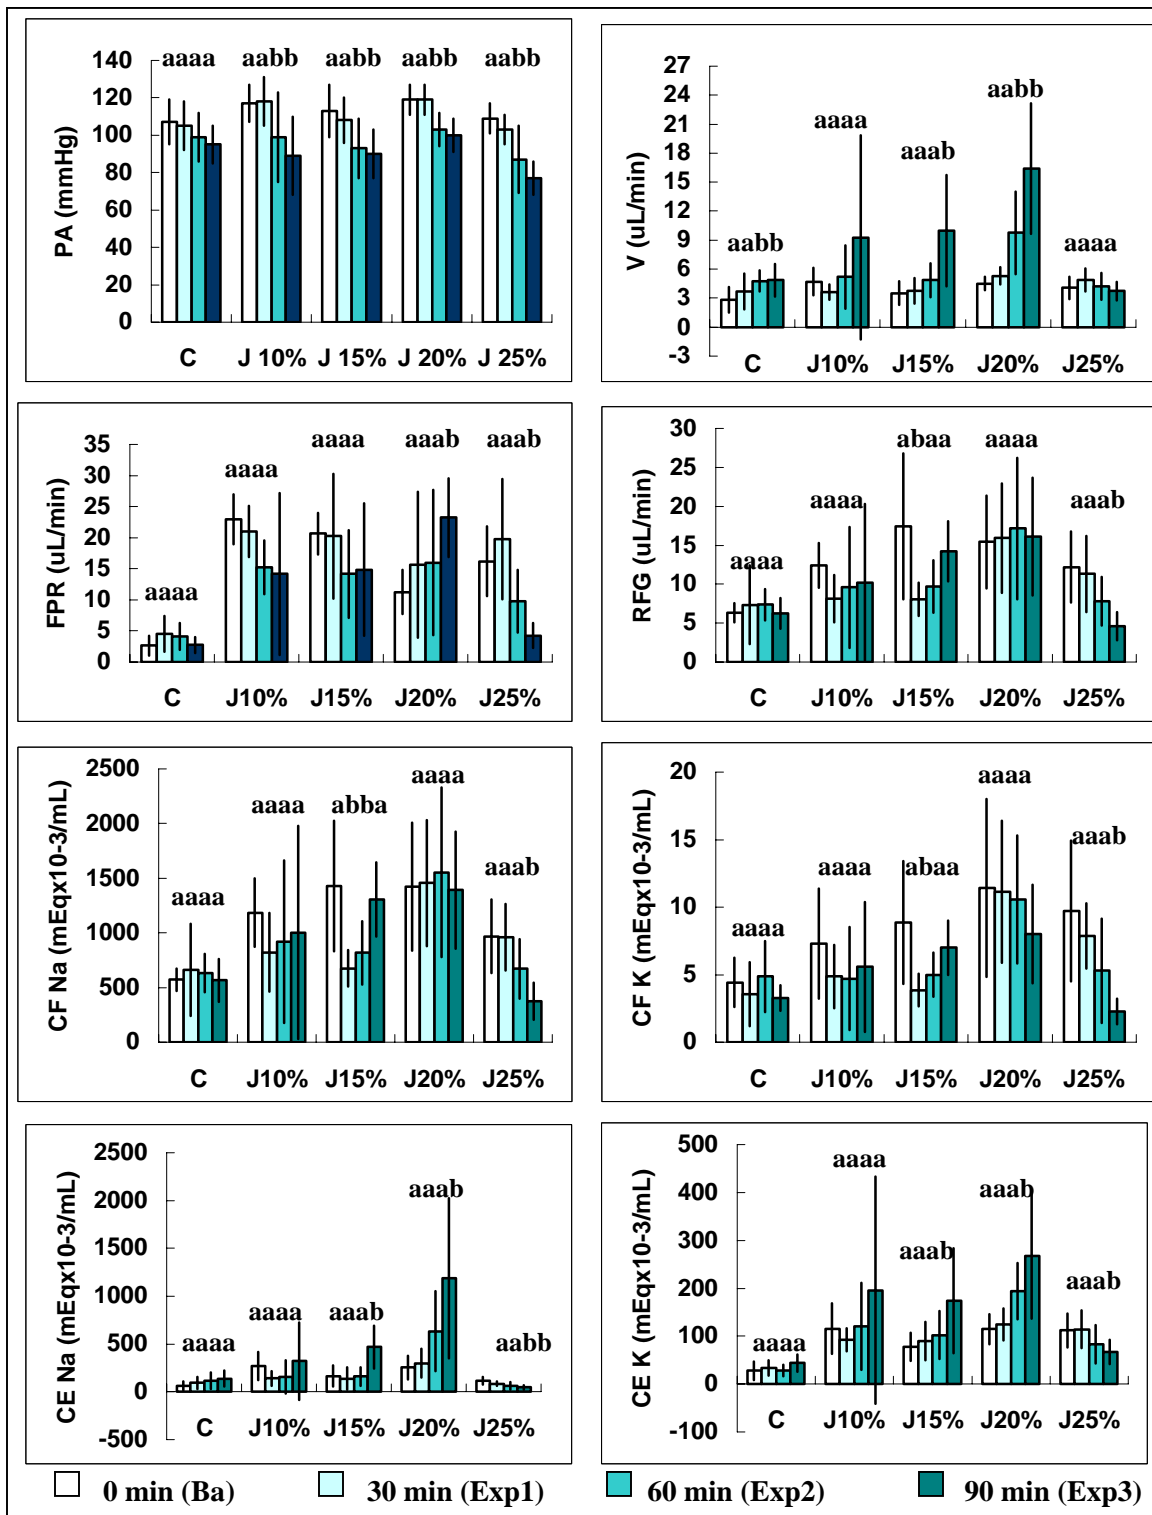 PA (mmHg)
140
120
100
80
60
40
20
0
aaaa aabb aabb aabb aabb
C J 10% J 15% J 20% J 25%
V (uL/min)
27
24
21
18
15
12
9
6
3
0
-3
aabb aaaa aaab aabb aaaa
C J10% J15% J20% J25%
FPR (uL/min)
35
30
25
20
15
10
5
0
aaaa aaaa aaaa aaab aaab
C J10% J15% J20% J25%
RFG (uL/min)
30
25
20
15
10
5
0
aaaa aaaa abaa aaaa aaab
C J10% J15% J20% J25%
CF Na (mEqx10-3/mL)
2500
2000
1500
1000
500
0
aaaa aaaa abba aaaa aaab
C J10% J15% J20% J25%
CF K (mEqx10-3/mL)
20
15
10
5
0
aaaa aaaa abaa aaaa aaab
C J10% J15% J20% J25%
CE Na (mEqx10-3/mL)
2500
2000
1500
1000
500
0
-500
aaaa aaaa aaab aaab aabb
C J10% J15% J20% J25%
CE K (mEqx10-3/mL)
500
400
300
200
100
0
-100
aaaa aaaa aaab aaab aaab
C J10% J15% J20% J25%
0 min (Ba) 30 min (Exp1) 60 min (Exp2) 90 min (Exp3)